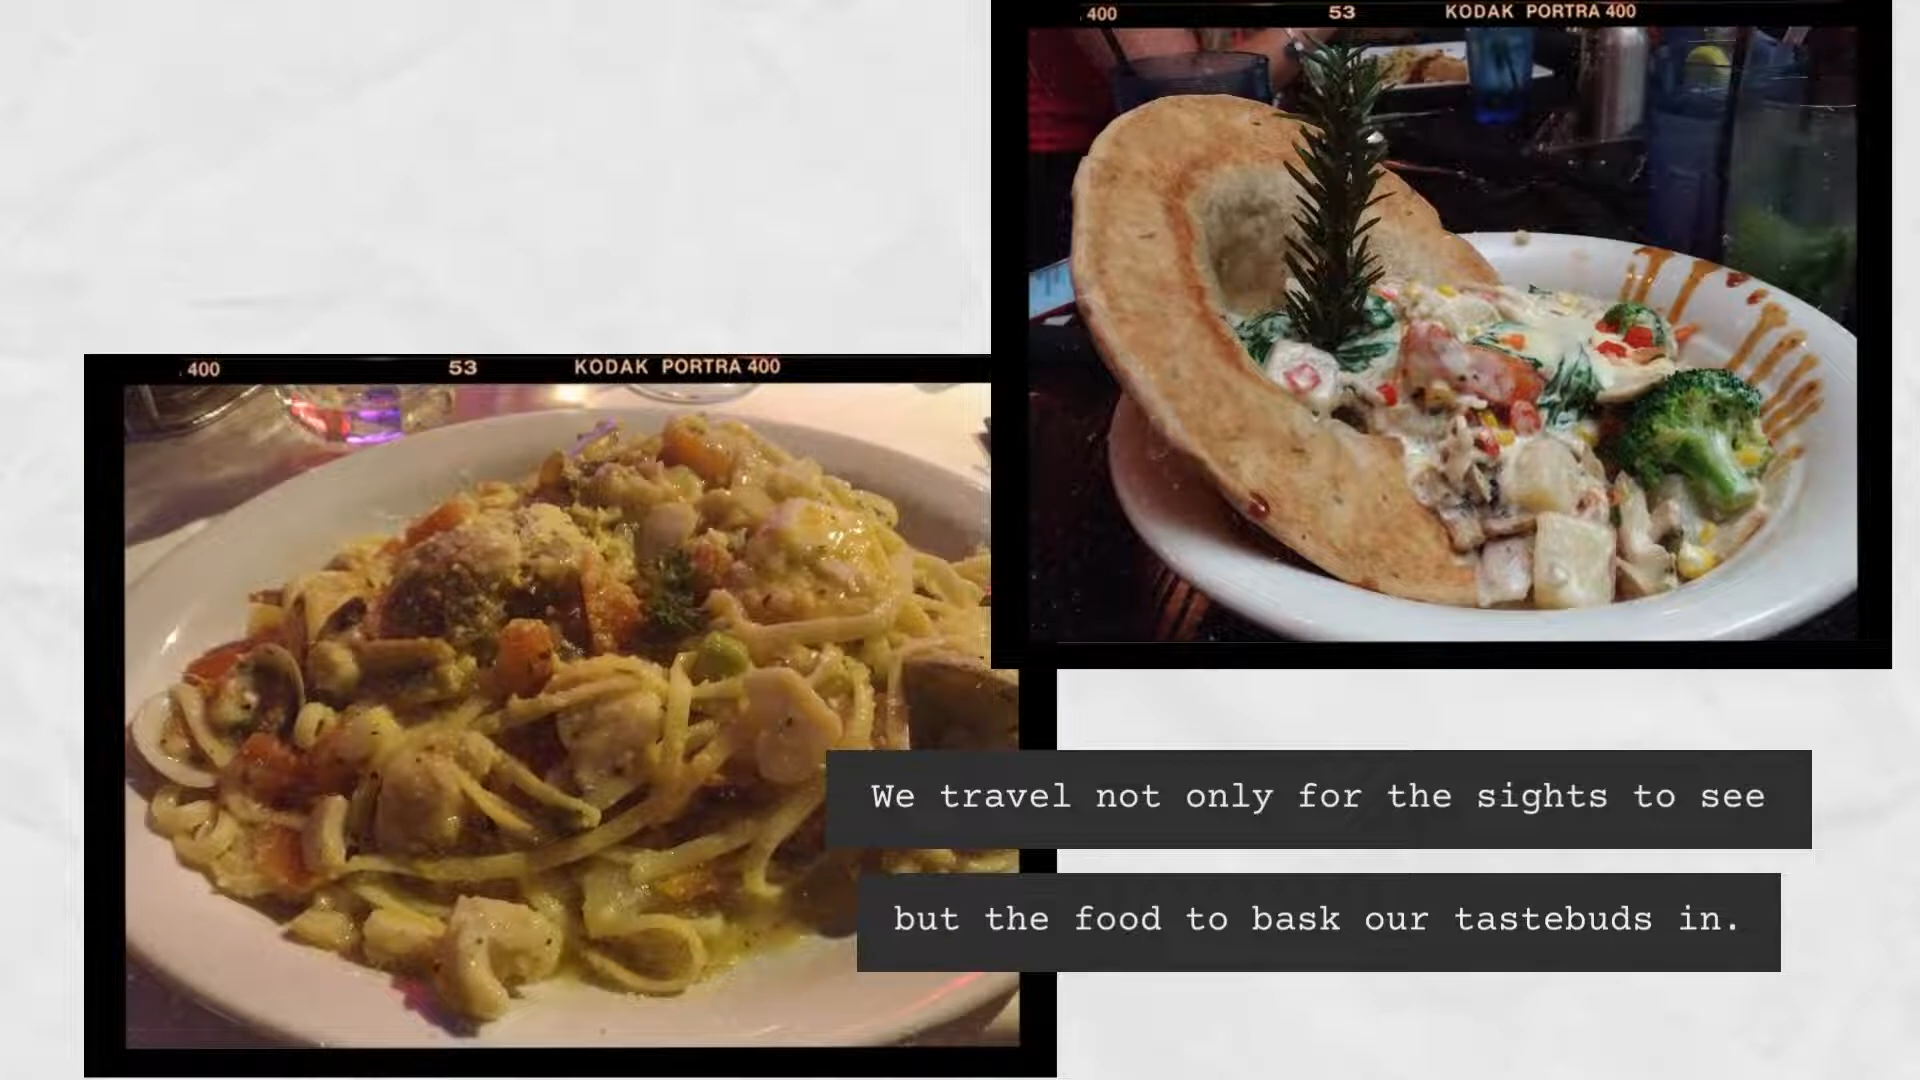 400 53 KODAK PORTRA 400
400 53 KODAK PORTRA 400
We travel not only for the sights to see
but the food to bask our tastebuds in.